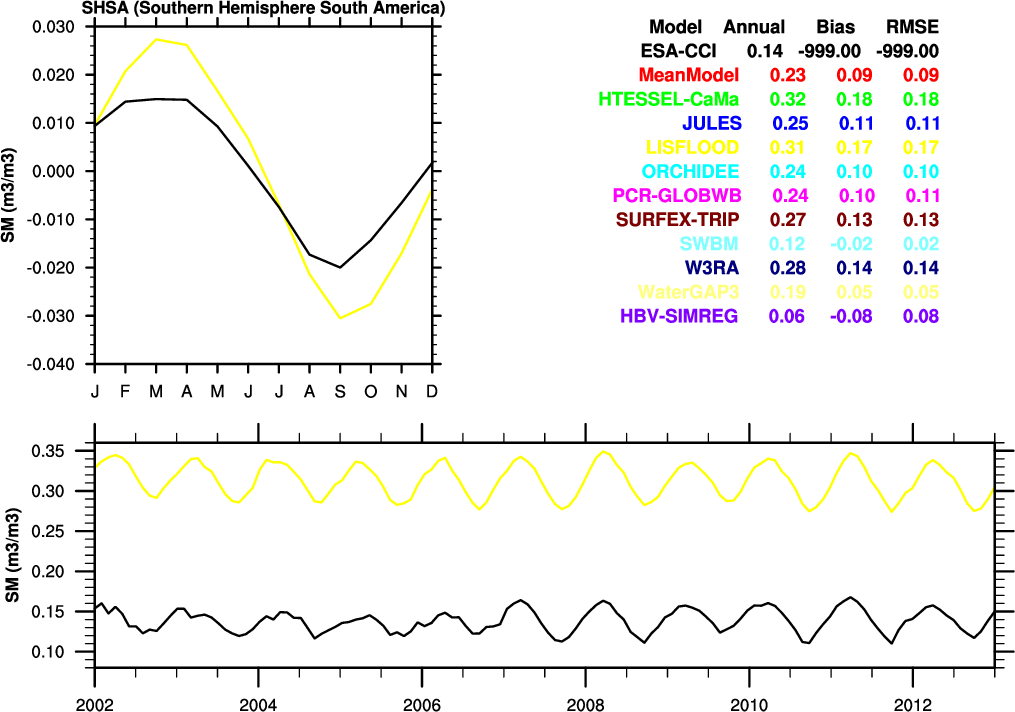 SHSA (Southern Hemisphere South America)
0.030
0.020
0.010
0.000
-0.010
-0.020
-0.030
-0.040
SM (m3/m3)
J F M A M J J A S O N D
Model Annual Bias RMSE
ESA-CCI 0.14 -999.00 -999.00
MeanModel 0.23 0.09 0.09
HTESSEL-CaMa 0.32 0.18 0.18
JULES 0.25 0.11 0.11
LISFLOOD 0.31 0.17 0.17
ORCHIDEE 0.24 0.10 0.10
PCR-GLOBWB 0.24 0.10 0.11
SURFEX-TRIP 0.27 0.13 0.13
SWBM 0.12 -0.02 0.02
W3RA 0.28 0.14 0.14
WaterGAP3 0.19 0.05 0.05
HBV-SIMREG 0.06 -0.08 0.08
0.35
0.30
0.25
0.20
0.15
0.10
SM (m3/m3)
2002 2004 2006 2008 2010 2012